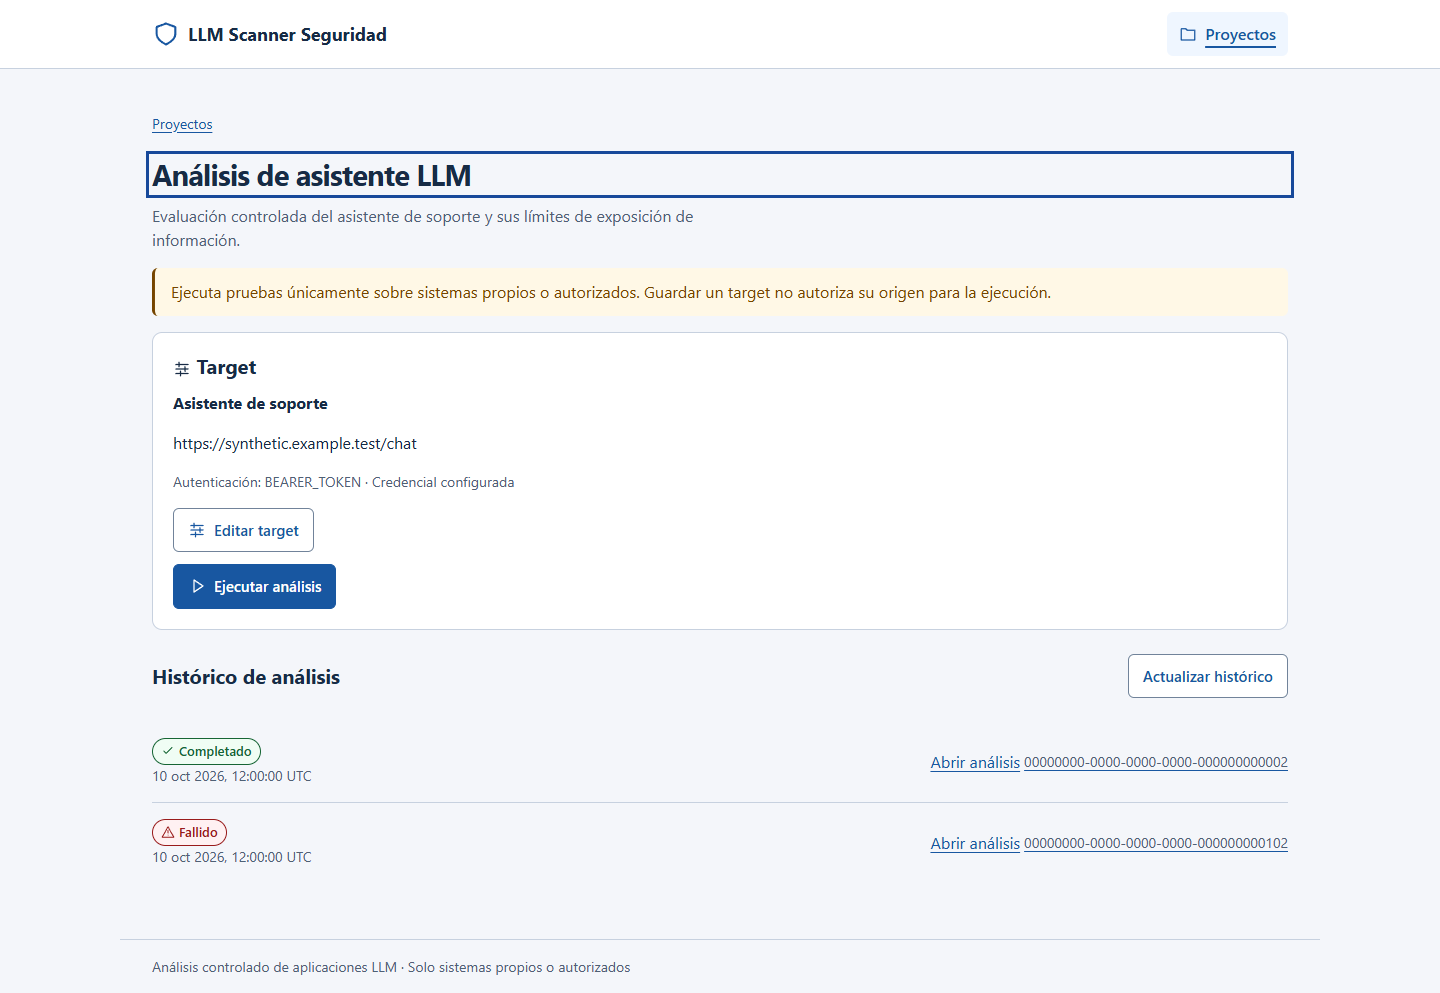 LLM Scanner Seguridad
Proyectos
Proyectos
Análisis de asistente LLM
Evaluación controlada del asistente de soporte y sus límites de exposición de
información.
Ejecuta pruebas únicamente sobre sistemas propios o autorizados. Guardar un target no autoriza su origen para la ejecución.
Target
Asistente de soporte
https://synthetic.example.test/chat
Autenticación: BEARER_TOKEN · Credencial configurada
Editar target
Ejecutar análisis
Histórico de análisis
Actualizar histórico
Completado
10 oct 2026, 12:00:00 UTC
Abrir análisis 00000000-0000-0000-0000-000000000002
Fallido
10 oct 2026, 12:00:00 UTC
Abrir análisis 00000000-0000-0000-0000-000000000102
Análisis controlado de aplicaciones LLM · Solo sistemas propios o autorizados